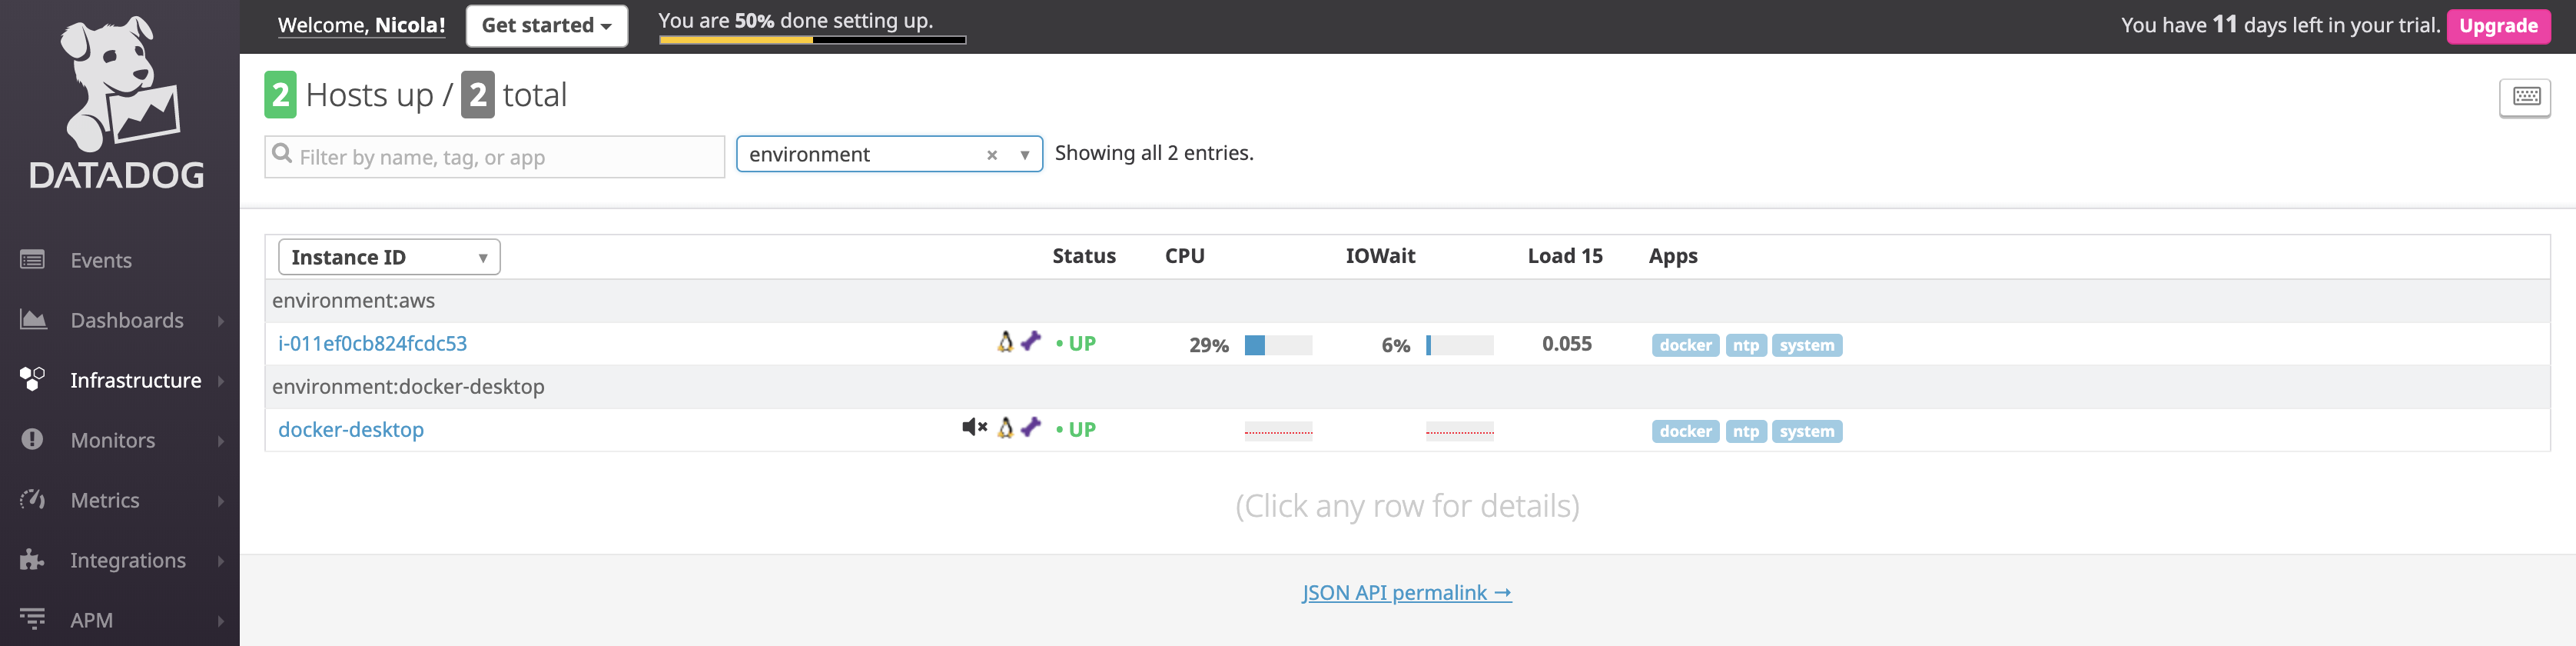 DATADOG
Events
Dashboards
Infrastructure
Monitors
Metrics
Integrations
APM
Welcome, Nicola! Get started You are 50% done setting up. You have 11 days left in your trial. Upgrade
2 Hosts up / 2 total
Filter by name, tag, or app environment × Showing all 2 entries.
Instance ID Status CPU IOWait Load 15 Apps
environment:aws
i-011ef0cb824fcdc53 • UP 29% 6% 0.055 docker ntp system
environment:docker-desktop
docker-desktop • UP docker ntp system
(Click any row for details)
JSON API permalink →